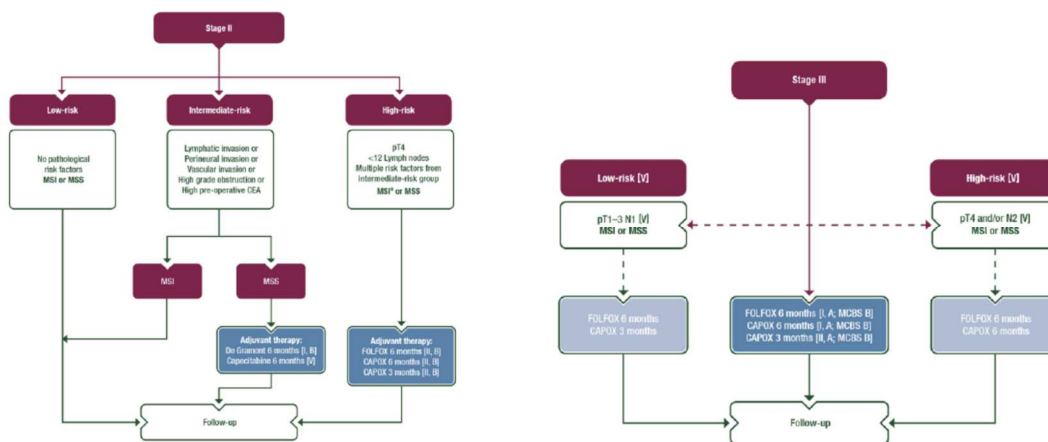 Stage II
Low-risk
Intermediate-risk
High-risk
No pathological
risk factors
MSI or MSS
Lymphatic invasion or
Perineural invasion or
Vascular invasion or
High grade obstruction or
High pre-operative CEA
pT4
<12 Lymph nodes
Multiple risk factors from
intermediate-risk group
MSIᵃ or MSS
MSI
MSS
Adjuvant therapy:
De Gramont 6 months [I, B]
Capecitabine 6 months [V]
Adjuvant therapy:
FOLFOX 6 months [II, B]
CAPOX 6 months [II, B]
CAPOX 3 months [II, B]
Follow-up
Stage III
Low-risk [V]
High-risk [V]
pT1–3 N1 [V]
MSI or MSS
pT4 and/or N2 [V]
MSI or MSS
FOLFOX 6 months
CAPOX 3 months
FOLFOX 6 months [I, A; MCBS B]
CAPOX 6 months [I, A; MCBS B]
CAPOX 3 months [II, A; MCBS B]
FOLFOX 6 months
CAPOX 6 months
Follow-up